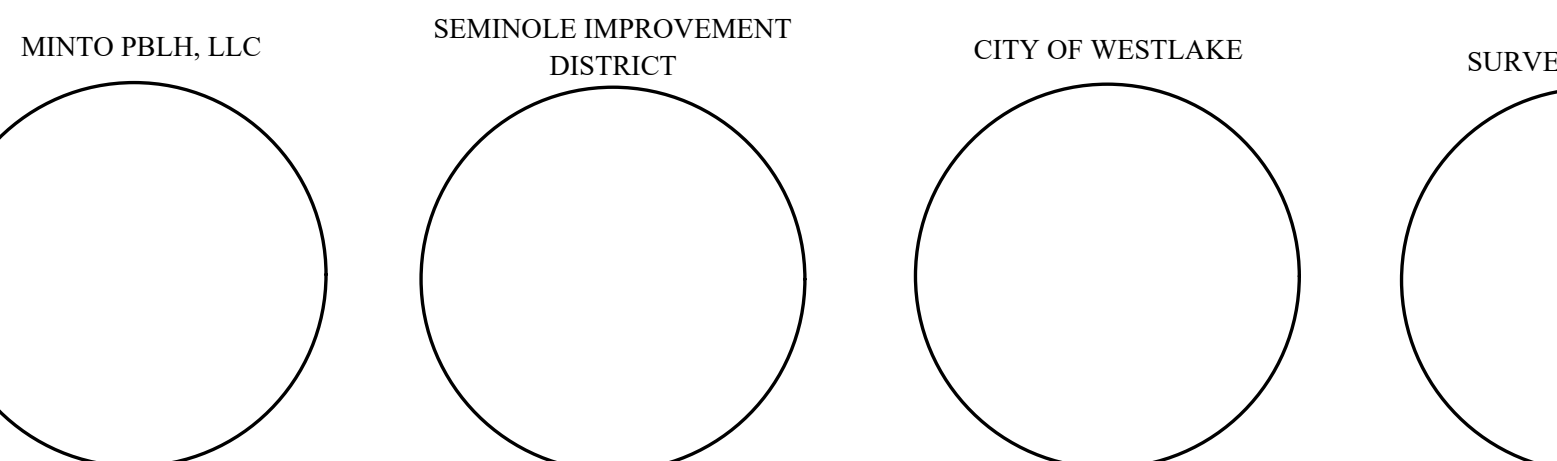 MINTO PBLH, LLC
SEMINOLE IMPROVEMENT
DISTRICT
CITY OF WESTLAKE